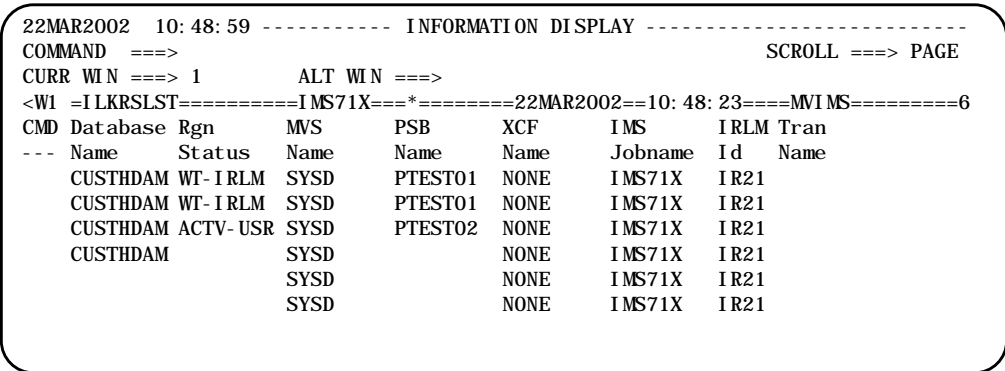 22MAR2002  10:48:59 ----------- INFORMATION DISPLAY ----------------------------
COMMAND  ===>                                                 SCROLL ===> PAGE
CURR WIN ===> 1          ALT WIN ===>
<W1 =ILKRSLST==========IMS71X===*========22MAR2002==10:48:23====MVIMS=========6
CMD Database Rgn       MVS      PSB      XCF      IMS      IRLM Tran
--- Name     Status    Name     Name     Name     Jobname  Id   Name
    CUSTHDAM WT-IRLM   SYSD     PTEST01  NONE     IMS71X   IR21
    CUSTHDAM WT-IRLM   SYSD     PTEST01  NONE     IMS71X   IR21
    CUSTHDAM ACTV-USR  SYSD     PTEST02  NONE     IMS71X   IR21
    CUSTHDAM           SYSD              NONE     IMS71X   IR21
                       SYSD              NONE     IMS71X   IR21
                       SYSD              NONE     IMS71X   IR21